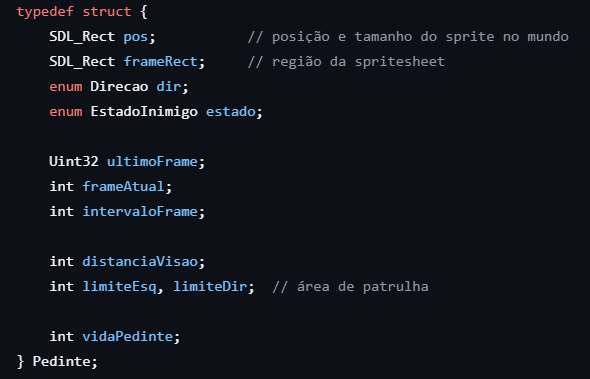 typedef struct {
    SDL_Rect pos;           // posição e tamanho do sprite no mundo
    SDL_Rect frameRect;     // região da spritesheet
    enum Direcao dir;
    enum EstadoInimigo estado;

    Uint32 ultimoFrame;
    int frameAtual;
    int intervaloFrame;

    int distanciaVisao;
    int limiteEsq, limiteDir;  // área de patrulha

    int vidaPedinte;
} Pedinte;